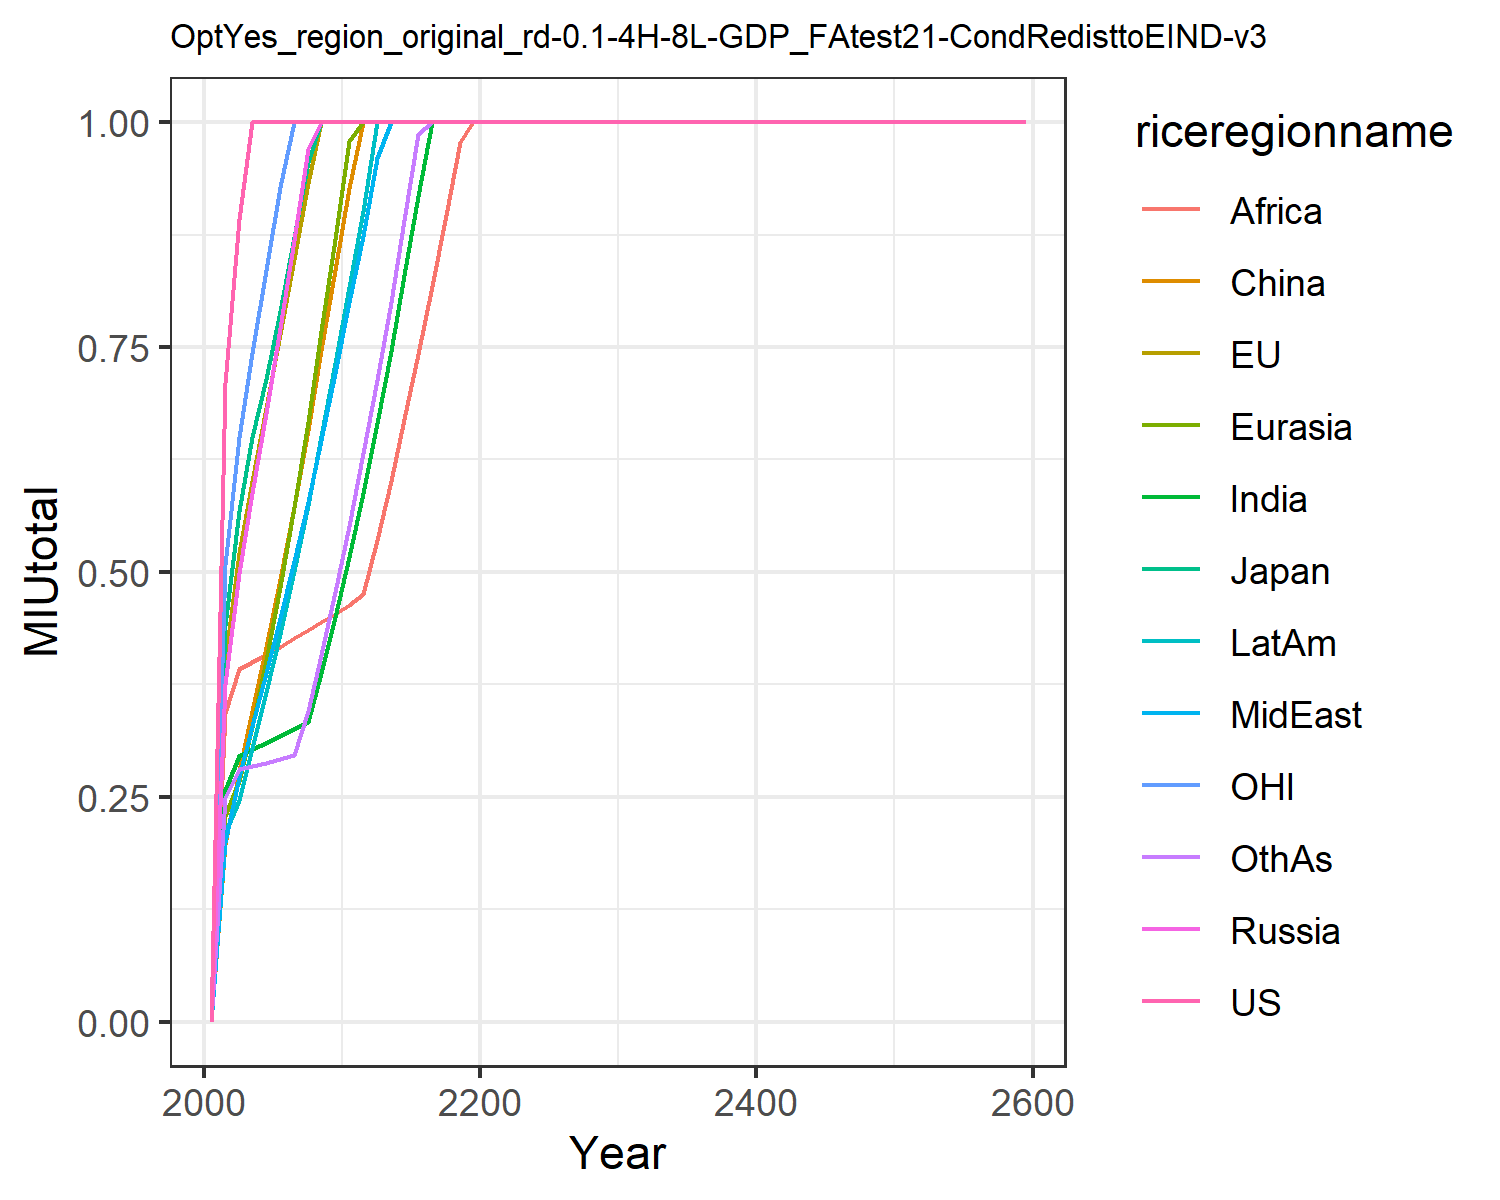 OptYes_region_original_rd-0.1-4H-8L-GDP_FAtest21-CondRedisttoEIND-v3
1.00
0.75
0.50
0.25
0.00
MIUtotal
2000
2200
2400
2600
Year
riceregionname
Africa
China
EU
Eurasia
India
Japan
LatAm
MidEast
OHI
OthAs
Russia
US